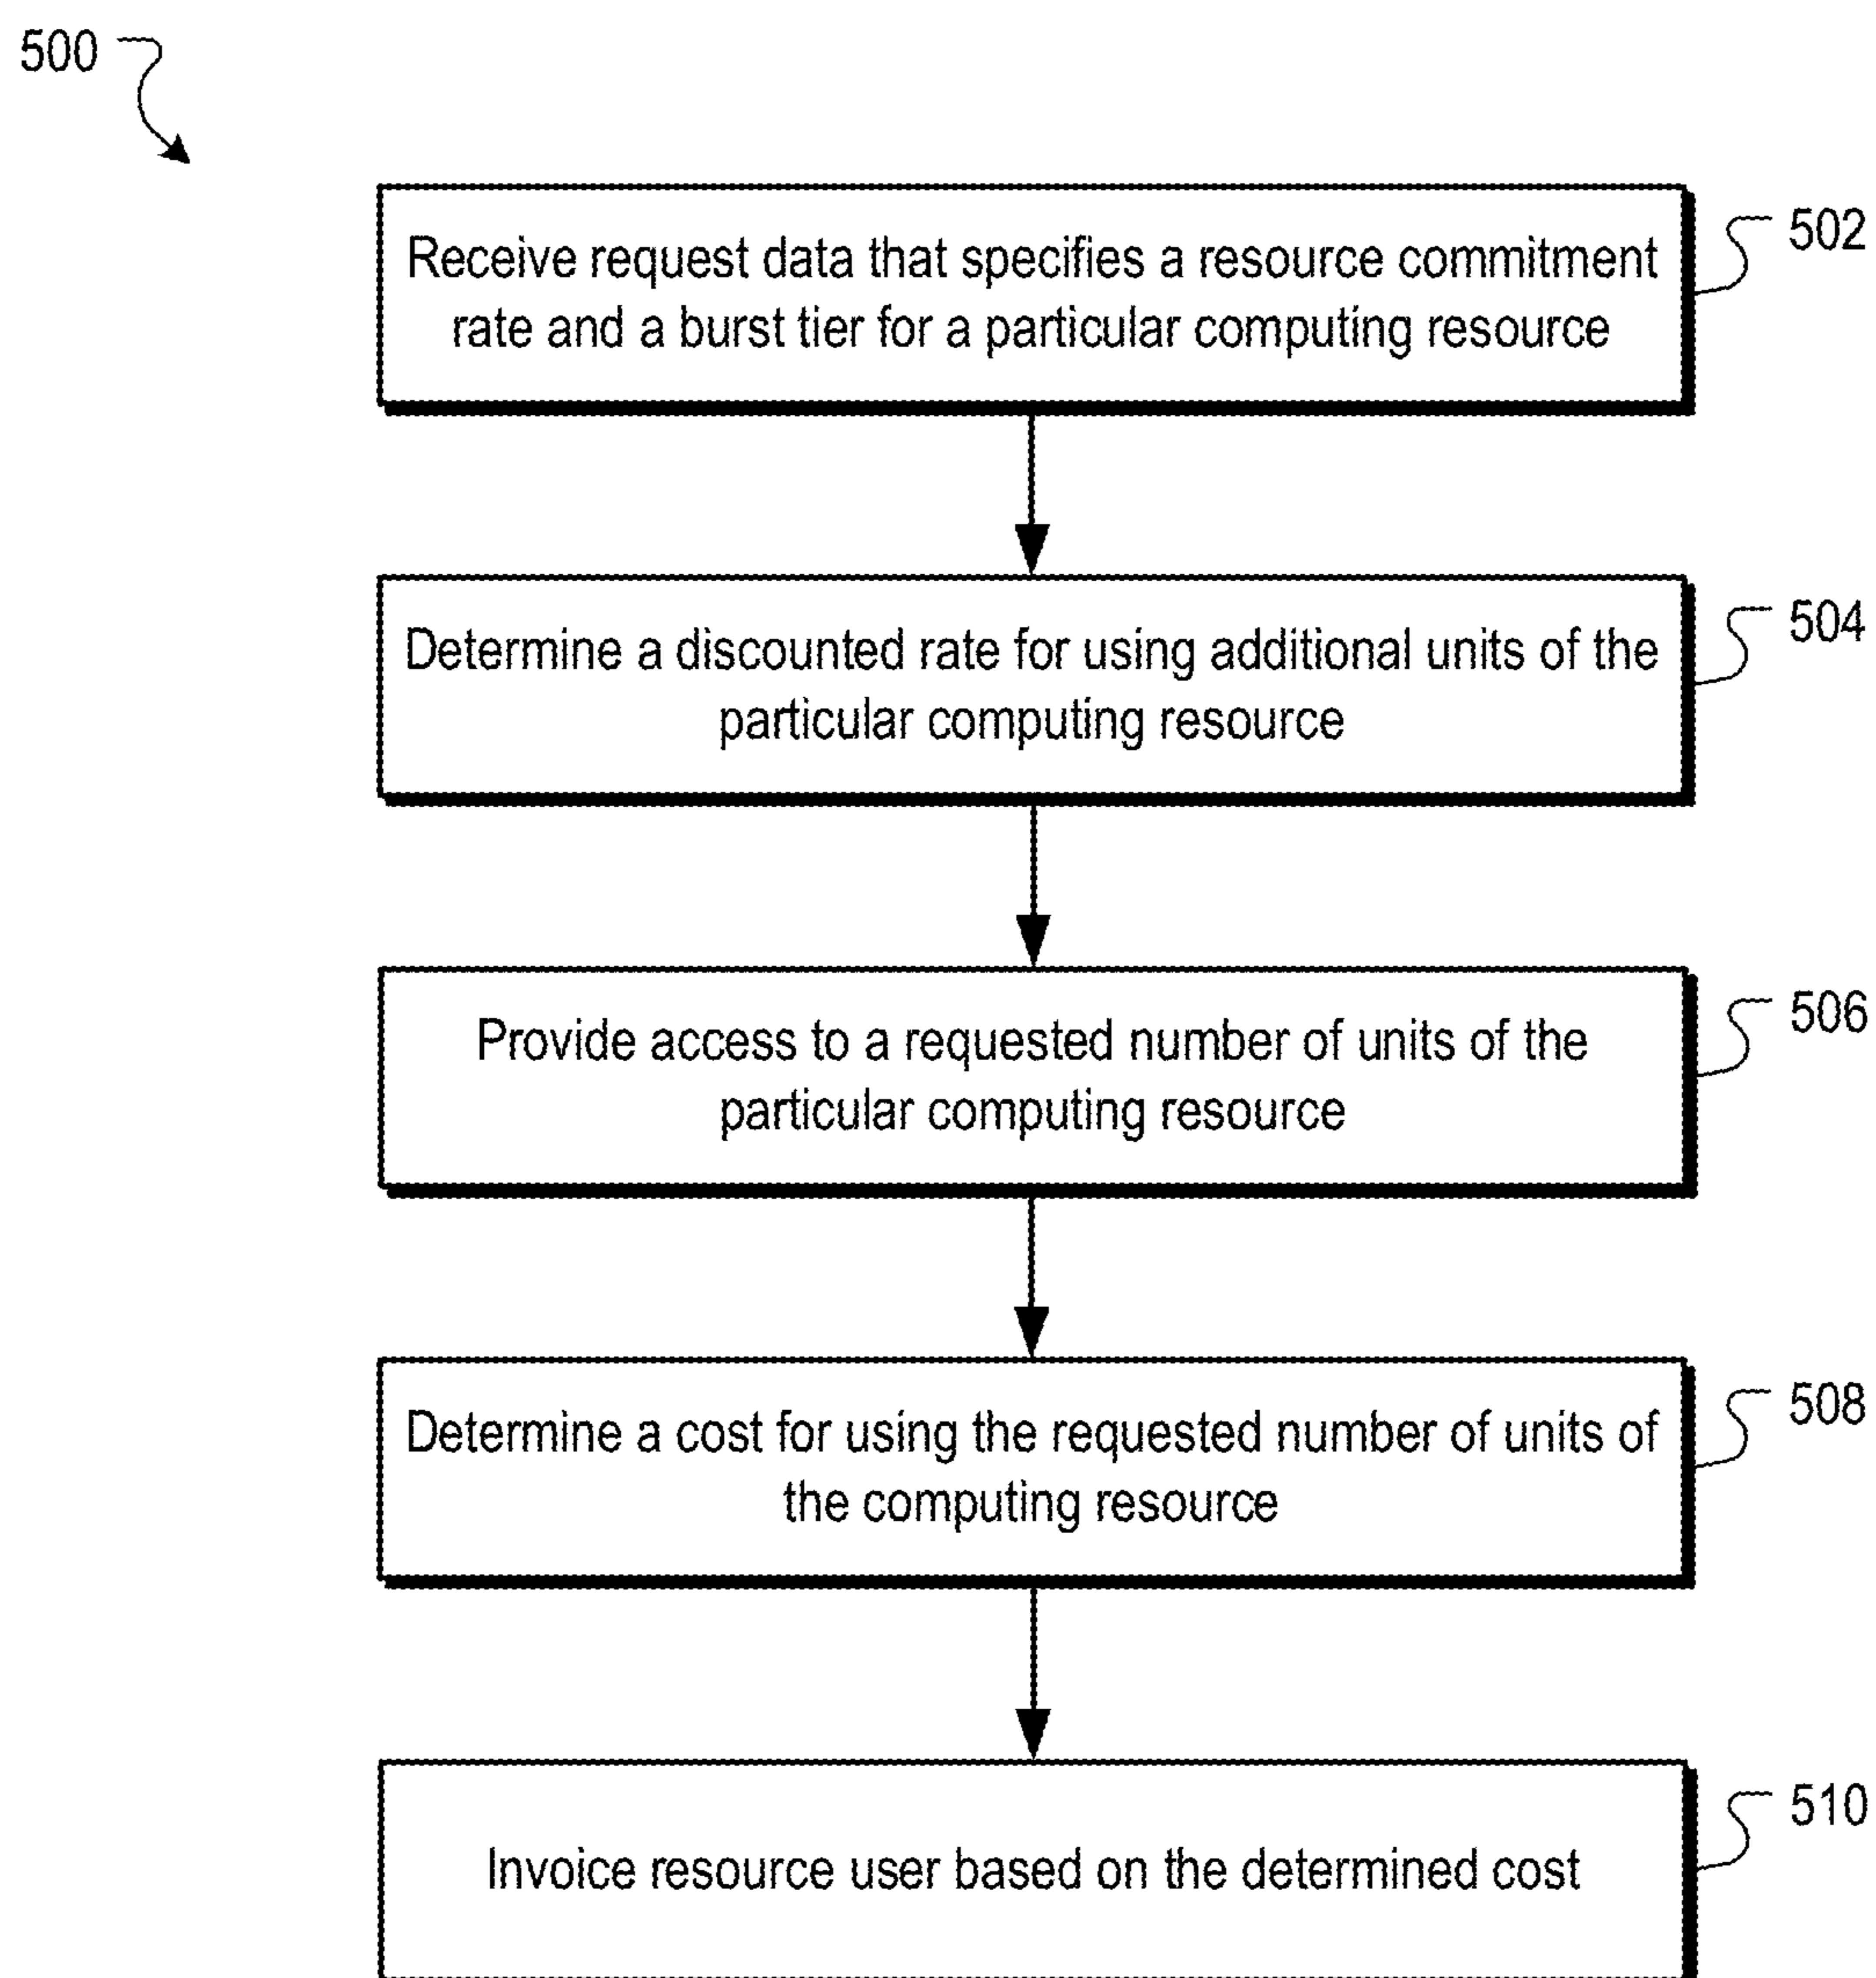 500
Receive request data that specifies a resource commitment
rate and a burst tier for a particular computing resource
502
Determine a discounted rate for using additional units of the
particular computing resource
504
Provide access to a requested number of units of the
particular computing resource
506
Determine a cost for using the requested number of units of
the computing resource
508
Invoice resource user based on the determined cost
510